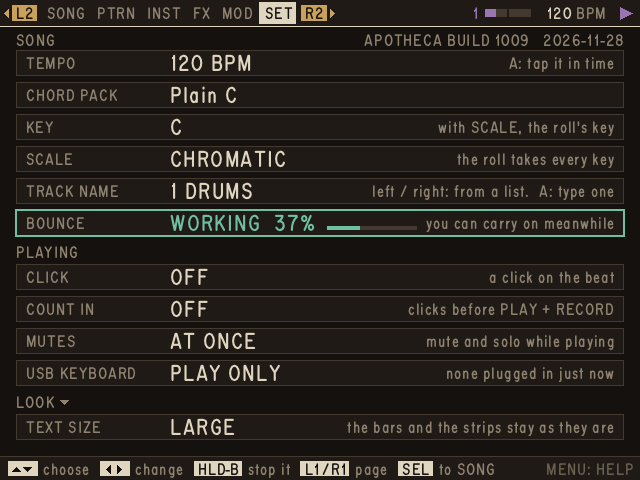 L2 SONG PTRN INST FX MOD SET R2 1 120 BPM
SONG APOTHECA BUILD 1009 2026-11-28
TEMPO 120 BPM A: tap it in time
CHORD PACK Plain C
KEY C with SCALE, the roll's key
SCALE CHROMATIC the roll takes every key
TRACK NAME 1 DRUMS left / right: from a list. A: type one
BOUNCE WORKING 37% you can carry on meanwhile
PLAYING
CLICK OFF a click on the beat
COUNT IN OFF clicks before PLAY + RECORD
MUTES AT ONCE mute and solo while playing
USB KEYBOARD PLAY ONLY none plugged in just now
LOOK
TEXT SIZE LARGE the bars and the strips stay as they are
choose change HLD-B stop it L1/R1 page SEL to SONG MENU: HELP